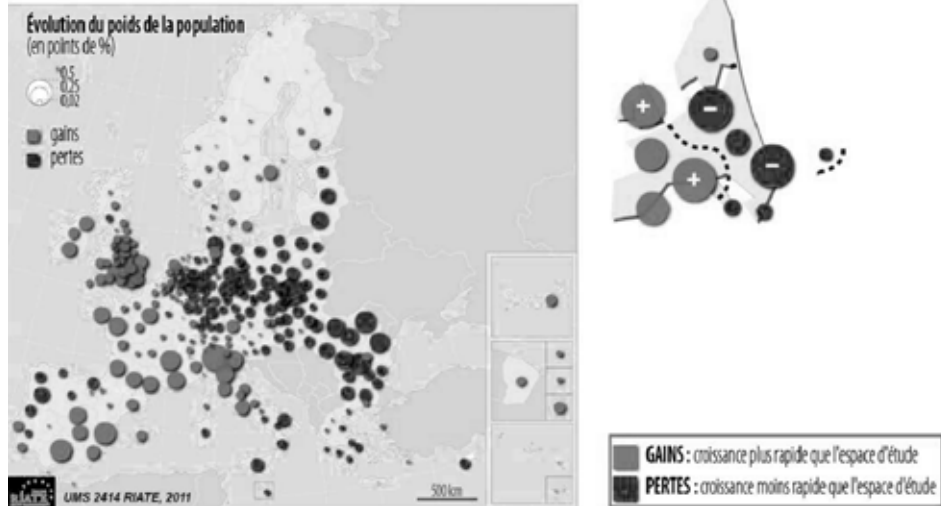 Évolution du poids de la population
(en points de %)
0.5
0.25
0.02
gains
pertes
+
-
-
+
RIATE
UMS 2414 RIATE, 2011
500 km
GAINS : croissance plus rapide que l'espace d'étude
PERTES : croissance moins rapide que l'espace d'étude